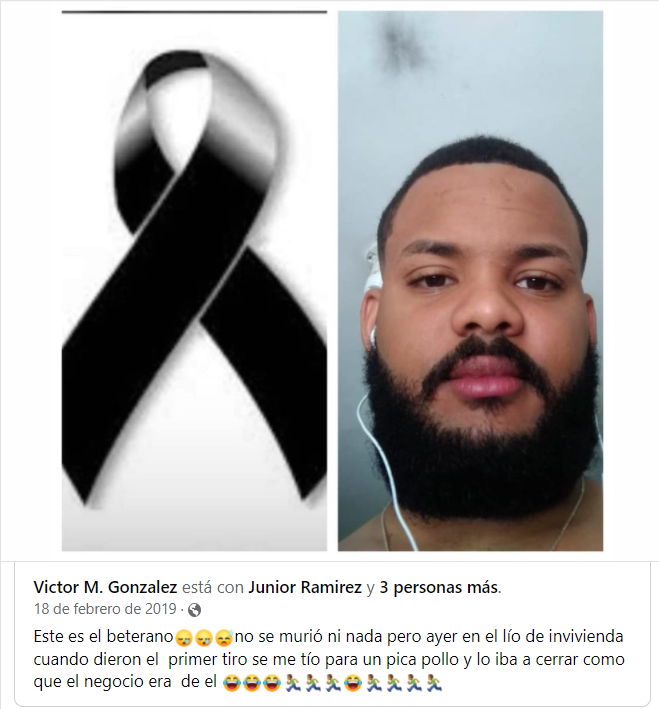 Victor M. Gonzalez está con Junior Ramirez y 3 personas más.
18 de febrero de 2019 ·
Este es el beterano😪😪😥no se murió ni nada pero ayer en el lío de invivienda
cuando dieron el primer tiro se me tío para un pica pollo y lo iba a cerrar como
que el negocio era de el 😂😂😂🏃🏽‍♂️🏃🏽‍♂️🏃🏽‍♂️😂🏃🏽‍♂️🏃🏽‍♂️🏃🏽‍♂️🏃🏽‍♂️